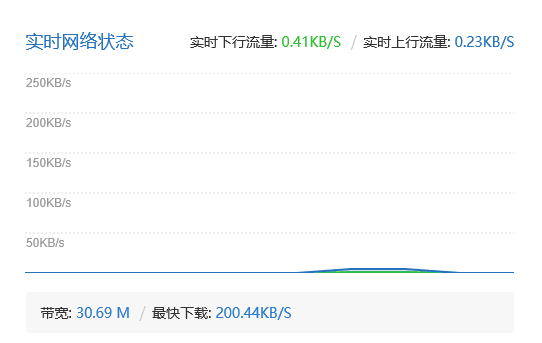 实时网络状态 实时下行流量: 0.41KB/S / 实时上行流量: 0.23KB/S
250KB/s
200KB/s
150KB/s
100KB/s
50KB/s
带宽: 30.69 M / 最快下载: 200.44KB/S